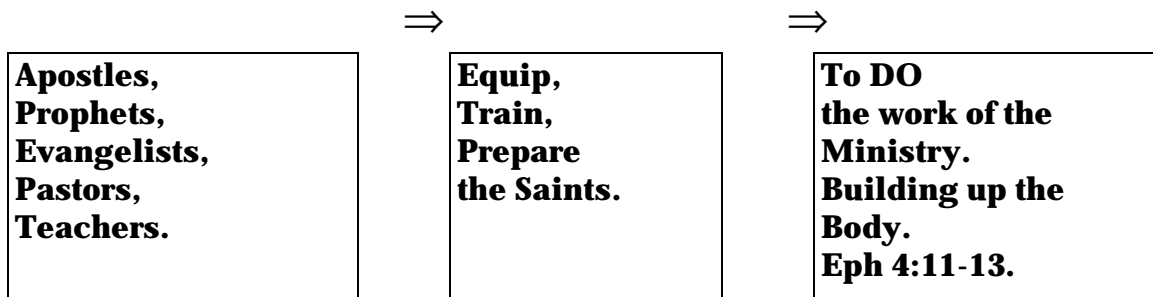 ⇒ ⇒
Apostles,
Prophets,
Evangelists,
Pastors,
Teachers.
Equip,
Train,
Prepare
the Saints.
To DO
the work of the
Ministry.
Building up the
Body.
Eph 4:11-13.